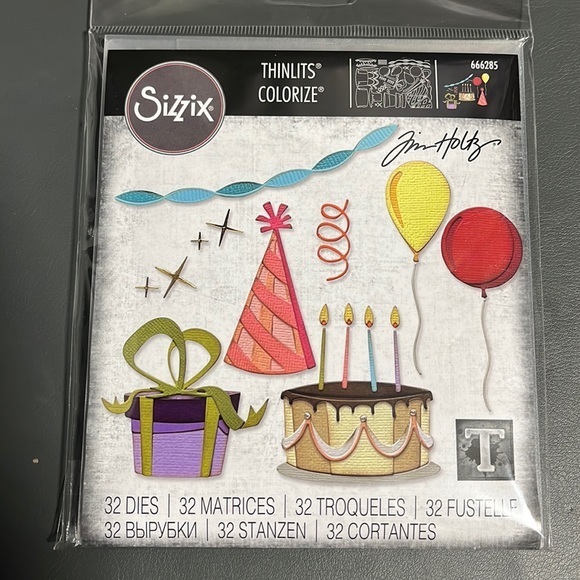 Sizzix®
THINLITS®
COLORIZE®
666285
Tim Holtz®
T
32 DIES | 32 MATRICES | 32 TROQUELES | 32 FUSTELLE
32 ВЫРУБКИ | 32 STANZEN | 32 CORTANTES